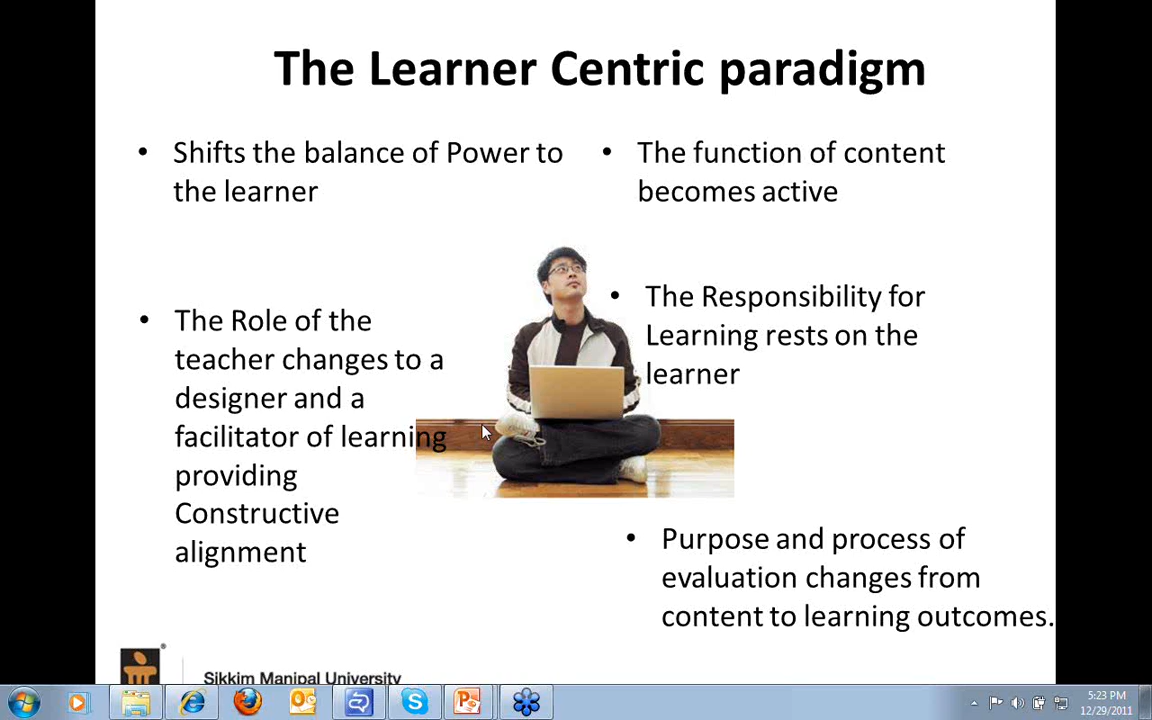 The Learner Centric paradigm
• Shifts the balance of Power to
the learner
• The function of content
becomes active
• The Role of the
teacher changes to a
designer and a
facilitator of learning
providing
Constructive
alignment
• The Responsibility for
Learning rests on the
learner
• Purpose and process of
evaluation changes from
content to learning outcomes.
®
Sikkim Manipal University
5:23 PM
12/29/2011